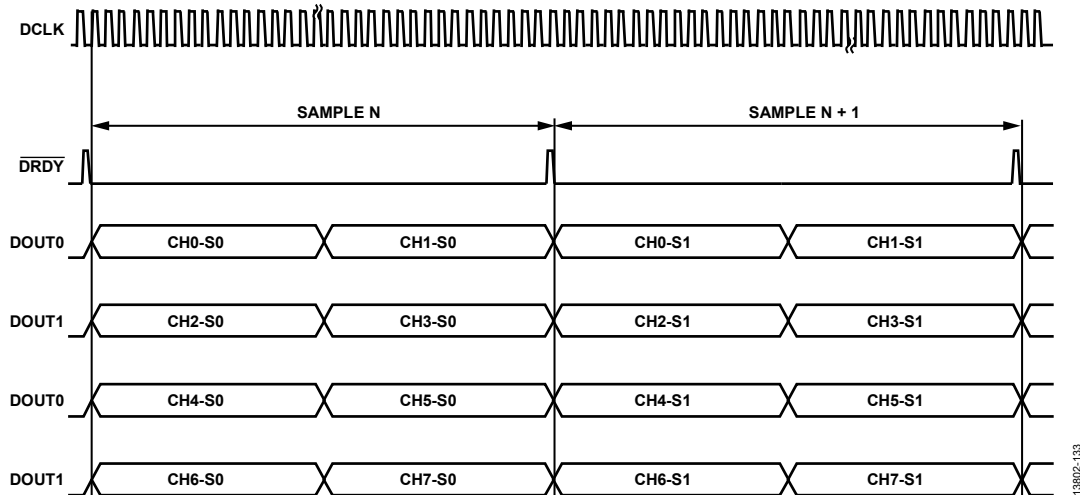 DCLK
SAMPLE N SAMPLE N + 1
DRDY
DOUT0 CH0-S0 CH1-S0 CH0-S1 CH1-S1
DOUT1 CH2-S0 CH3-S0 CH2-S1 CH3-S1
DOUT0 CH4-S0 CH5-S0 CH4-S1 CH5-S1
DOUT1 CH6-S0 CH7-S0 CH6-S1 CH7-S1
13802-133